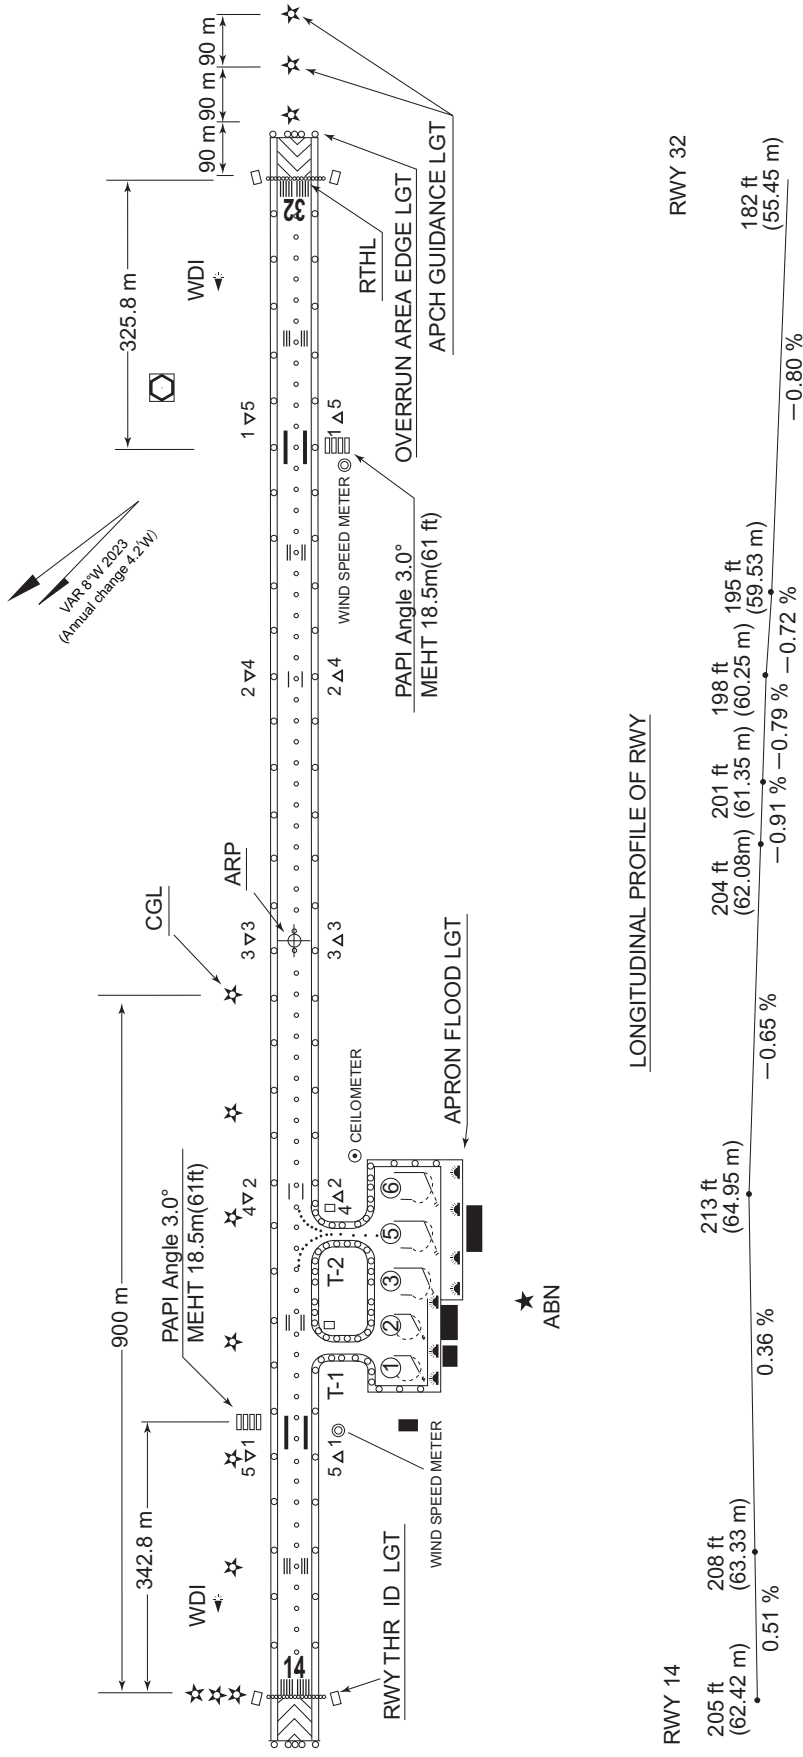 90 m
90 m
90 m
325.8 m
WDI
32
RTHL
OVERRUN AREA EDGE LGT
APCH GUIDANCE LGT
VAR 8°W 2023
(Annual change 4.2'W)
1 5
1 5
WIND SPEED METER
PAPI Angle 3.0°
MEHT 18.5m(61 ft)
2 4
2 4
ARP
CGL
3 3
3 3
900 m
CEILOMETER
APRON FLOOD LGT
PAPI Angle 3.0°
MEHT 18.5m(61ft)
4 2
4 2
T-2
T-1
6
5
3
2
1
ABN
342.8 m
5 1
5 1
WIND SPEED METER
WDI
14
RWY THR ID LGT
LONGITUDINAL PROFILE OF RWY
RWY 14
205 ft
(62.42 m)
0.51 %
208 ft
(63.33 m)
0.36 %
213 ft
(64.95 m)
−0.65 %
204 ft
(62.08m)
−0.91 %
201 ft
(61.35 m)
−0.79 %
198 ft
(60.25 m)
−0.72 %
195 ft
(59.53 m)
−0.80 %
RWY 32
182 ft
(55.45 m)